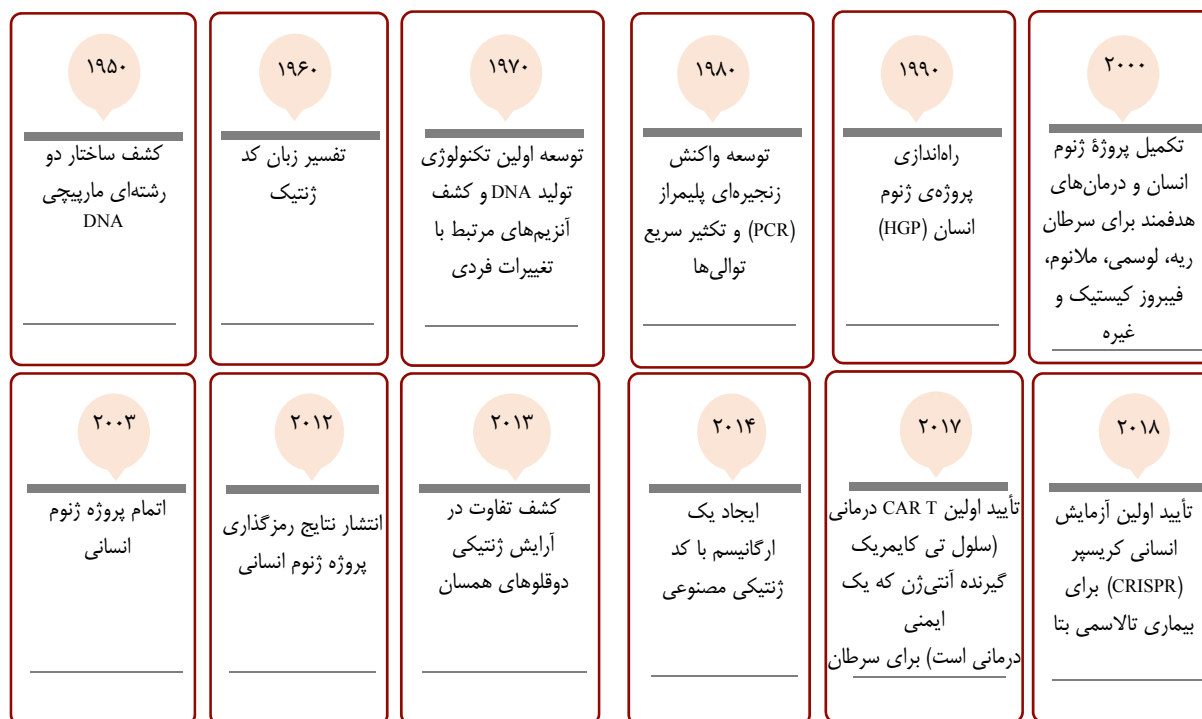 ۱۹۵۰
کشف ساختار دو
رشته‌ای مارپیچی
DNA
۱۹۶۰
تفسیر زبان کد
ژنتیک
۱۹۷۰
توسعه اولین تکنولوژی
تولید DNA و کشف
آنزیم‌های مرتبط با
تغییرات فردی
۱۹۸۰
توسعه واکنش
زنجیره‌ای پلیمراز
(PCR) و تکثیر سریع
توالی‌ها
۱۹۹۰
راه‌اندازی
پروژه‌ی ژنوم
انسان (HGP)
۲۰۰۰
تکمیل پروژۀ ژنوم
انسان و درمان‌های
هدفمند برای سرطان
ریه، لوسمی، ملانوم،
فیبروز کیستیک و
غیره
۲۰۰۳
اتمام پروژه ژنوم
انسانی
۲۰۱۲
انتشار نتایج رمزگذاری
پروژه ژنوم انسانی
۲۰۱۳
کشف تفاوت در
آرایش ژنتیکی
دوقلوهای همسان
۲۰۱۴
ایجاد یک
ارگانیسم با کد
ژنتیکی مصنوعی
۲۰۱۷
تأیید اولین CAR T درمانی
(سلول تی کایمریک
گیرنده آنتی‌ژن که یک
ایمنی
درمانی است) برای سرطان
۲۰۱۸
تأیید اولین آزمایش
انسانی کریسپر
(CRISPR) برای
بیماری تالاسمی بتا